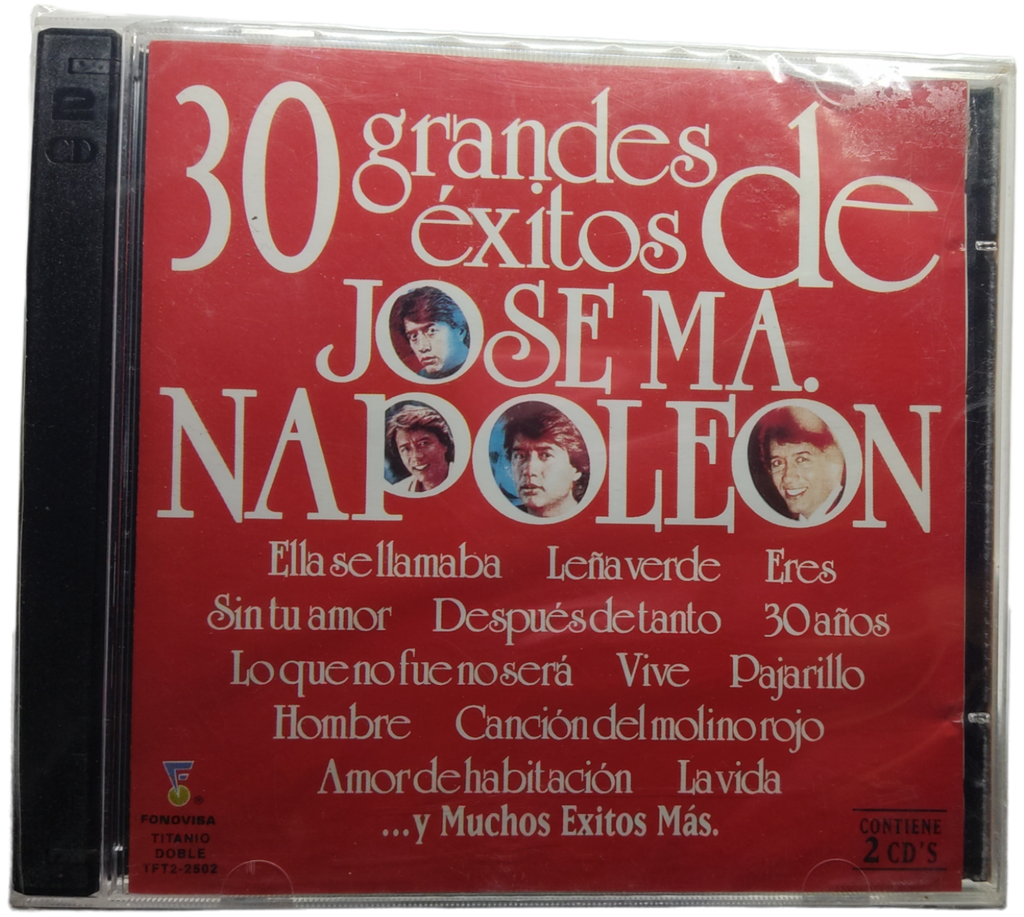 2
CD
30 grandes éxitos de
JOSE MA.
NAPOLEON
Ella se llamaba Leña verde Eres
Sin tu amor Después de tanto 30 años
Lo que no fue no será Vive Pajarillo
Hombre Canción del molino rojo
Amor de habitación La vida
...y Muchos Exitos Más.
FONOVISA
TITANIO
DOBLE
TFT2-2502
CONTIENE
2 CD'S